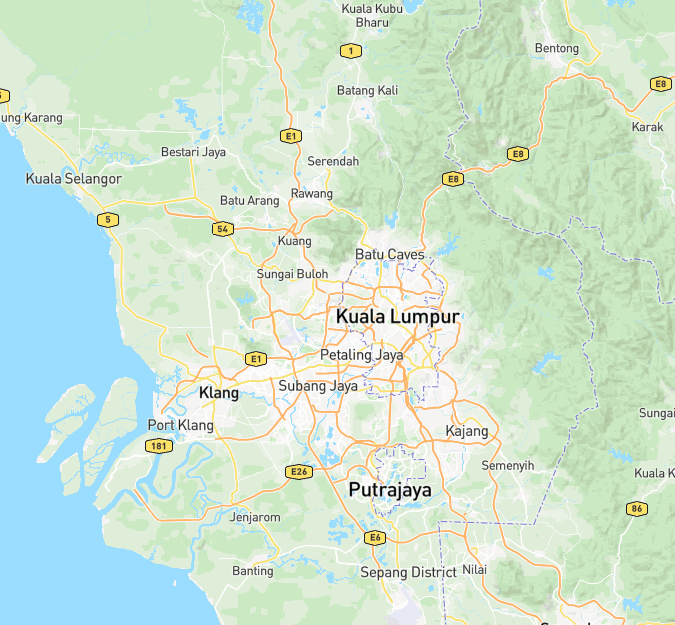 Kuala Kubu
Bharu
Bentong
1
E8
Batang Kali
5
ung Karang
Karak
E1
Bestari Jaya
E8
Serendah
Kuala Selangor
E8
Rawang
Batu Arang
5
54
Kuang
Batu Caves
Sungai Buloh
Kuala Lumpur
E1
Petaling Jaya
Subang Jaya
Klang
Sungai
Port Klang
Kajang
181
Semenyih
E26
Kuala K
Putrajaya
86
Jenjarom
E6
Banting
Sepang District
Nilai